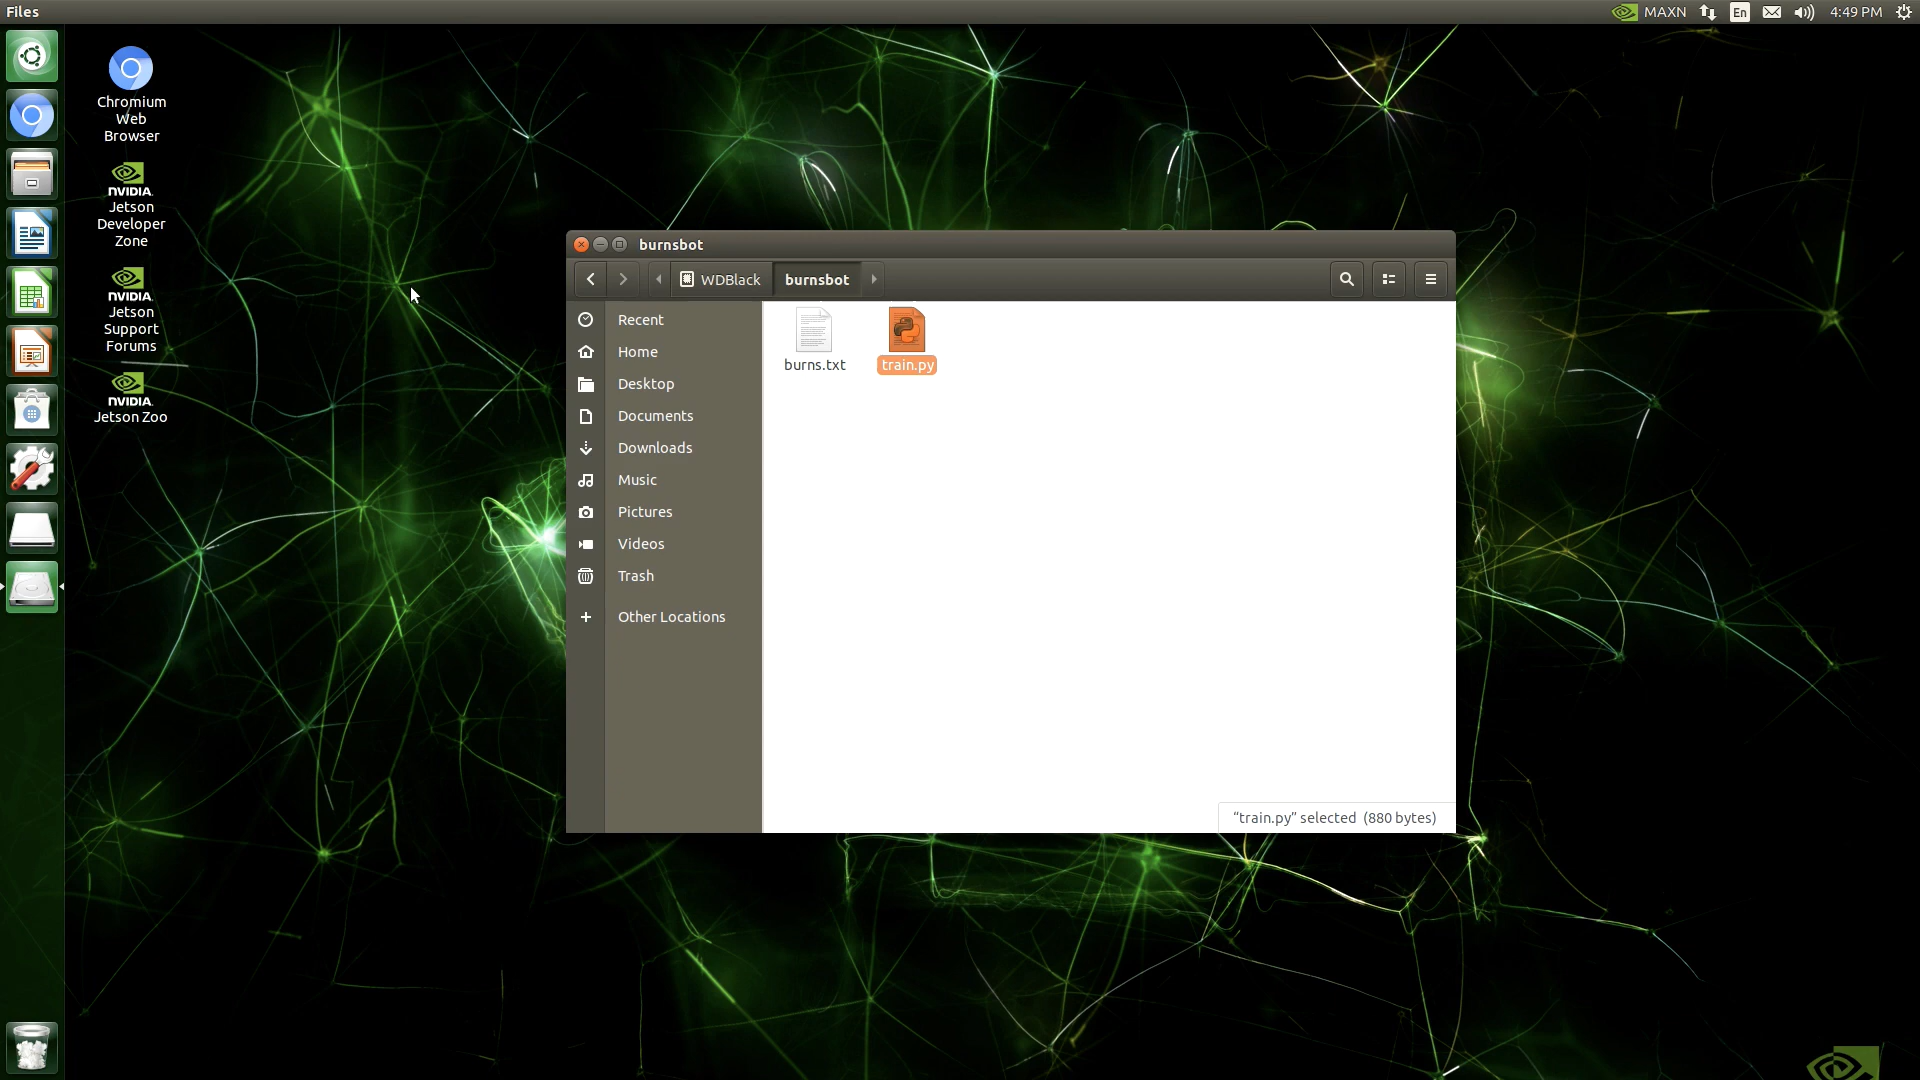 Files
MAXN
En
4:49 PM
Chromium
Web
Browser
NVIDIA.
Jetson
Developer
Zone
NVIDIA.
Jetson
Support
Forums
NVIDIA.
Jetson Zoo
burnsbot
WDBlack
burnsbot
Recent
Home
Desktop
Documents
Downloads
Music
Pictures
Videos
Trash
Other Locations
burns.txt
train.py
“train.py” selected (880 bytes)